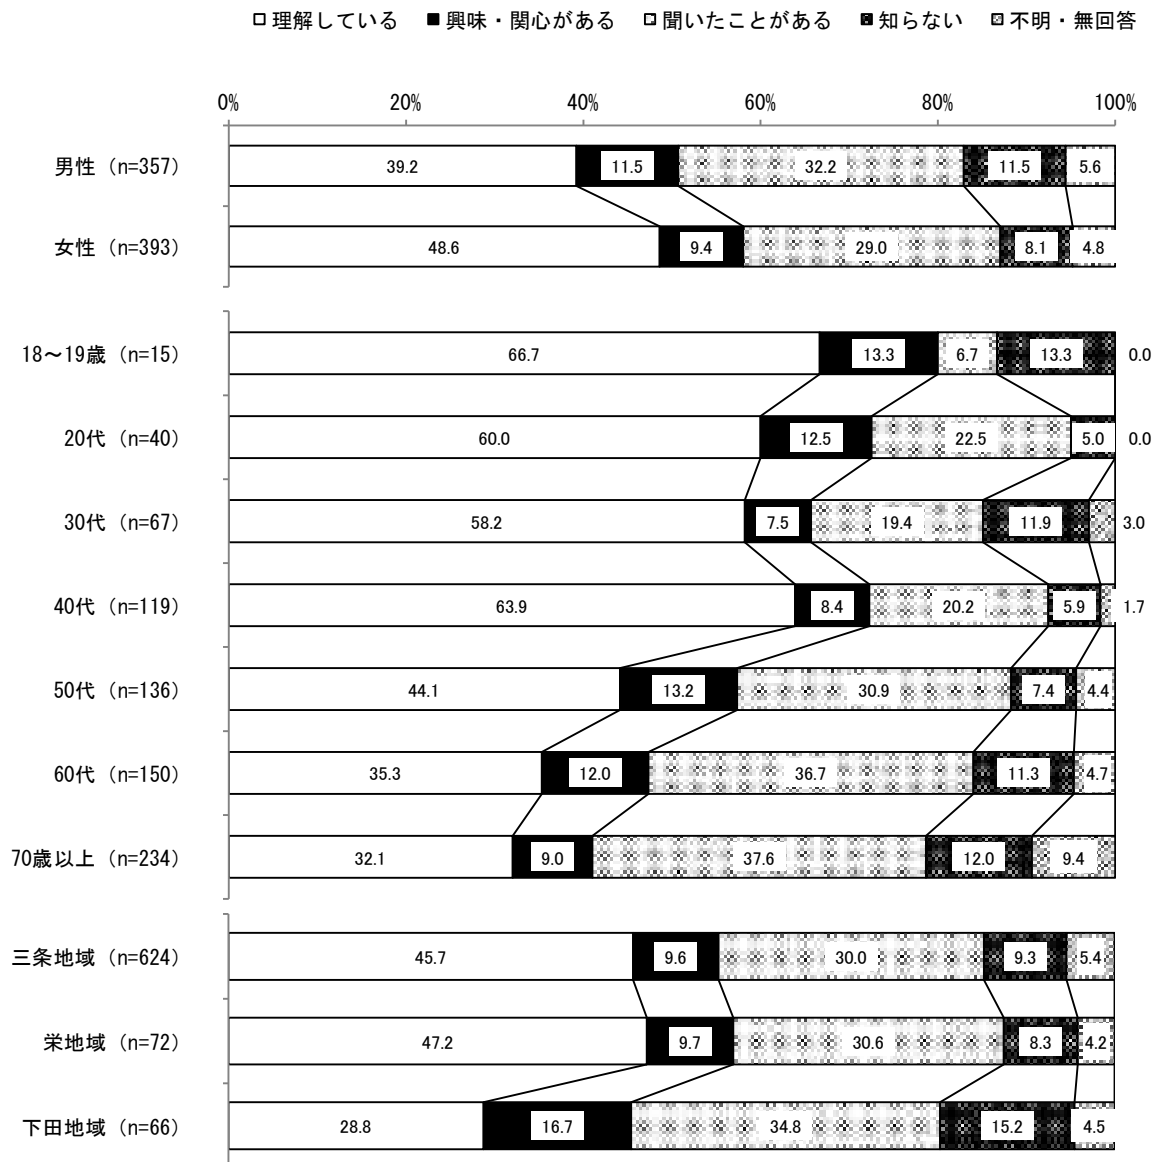 □理解している ■興味・関心がある □聞いたことがある ■知らない □不明・無回答
0% 20% 40% 60% 80% 100%
男性（n=357） 39.2 11.5 32.2 11.5 5.6
女性（n=393） 48.6 9.4 29.0 8.1 4.8
18～19歳（n=15） 66.7 13.3 6.7 13.3 0.0
20代（n=40） 60.0 12.5 22.5 5.0 0.0
30代（n=67） 58.2 7.5 19.4 11.9 3.0
40代（n=119） 63.9 8.4 20.2 5.9 1.7
50代（n=136） 44.1 13.2 30.9 7.4 4.4
60代（n=150） 35.3 12.0 36.7 11.3 4.7
70歳以上（n=234） 32.1 9.0 37.6 12.0 9.4
三条地域（n=624） 45.7 9.6 30.0 9.3 5.4
栄地域（n=72） 47.2 9.7 30.6 8.3 4.2
下田地域（n=66） 28.8 16.7 34.8 15.2 4.5